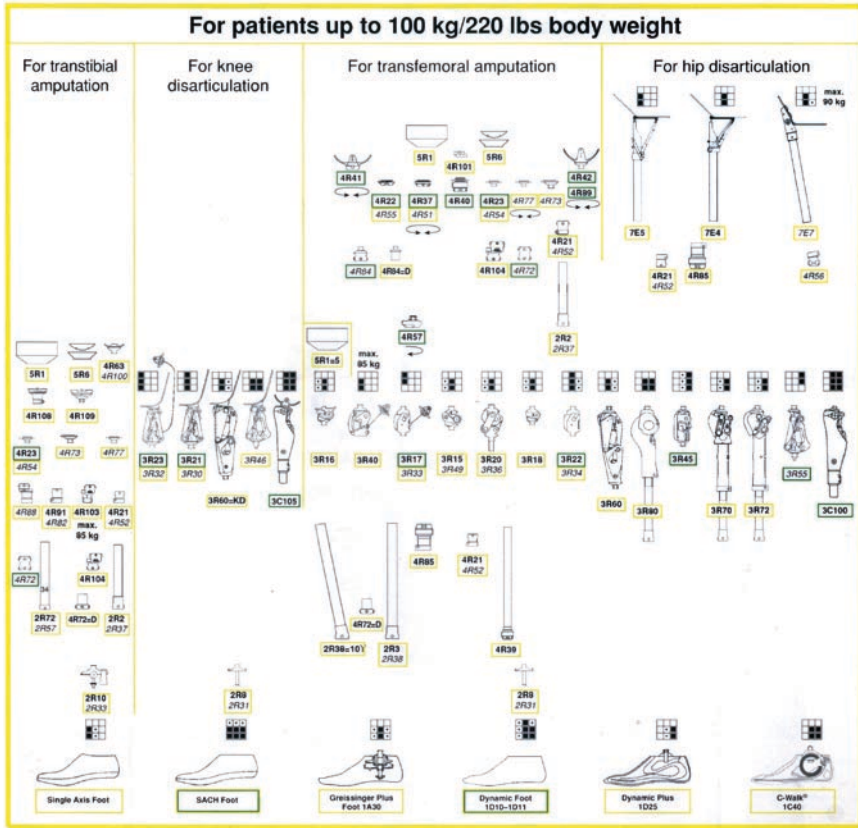 For patients up to 100 kg/220 lbs body weight
For transtibial
amputation
For knee
disarticulation
For transfemoral amputation
For hip disarticulation
max.
90 kg
5R1
5R6
4R101
4R41
4R42
4R22
4R37
4R40
4R23
4R77
4R73
4R99
4R55
4R51
4R54
7E5
7E4
7E7
4R21
4R52
4R84
4R84=D
4R104
4R72
4R21
4R52
4R85
4R56
2R2
2R37
4R57
5R1=S
max.
85 kg
5R1
5R6
4R63
4R100
4R108
4R109
4R23
4R54
4R73
4R77
3R23
3R32
3R21
3R30
3R46
3R60=KD
3C105
3R16
3R40
3R17
3R33
3R15
3R49
3R20
3R36
3R18
3R22
3R34
3R60
3R80
3R45
3R70
3R72
3R55
3C100
4R88
4R91
4R82
4R103
max.
85 kg
4R21
4R52
4R72
34
4R104
2R72
2R57
4R72=D
2R2
2R37
4R85
4R21
4R52
4R72=D
2R38=10
2R3
2R38
4R39
2R10
2R33
2R9
2R31
2R9
2R31
Single Axis Foot
SACH Foot
Greissinger Plus
Foot 1A30
Dynamic Foot
1D10–1D11
Dynamic Plus
1D25
C-Walk®
1C40